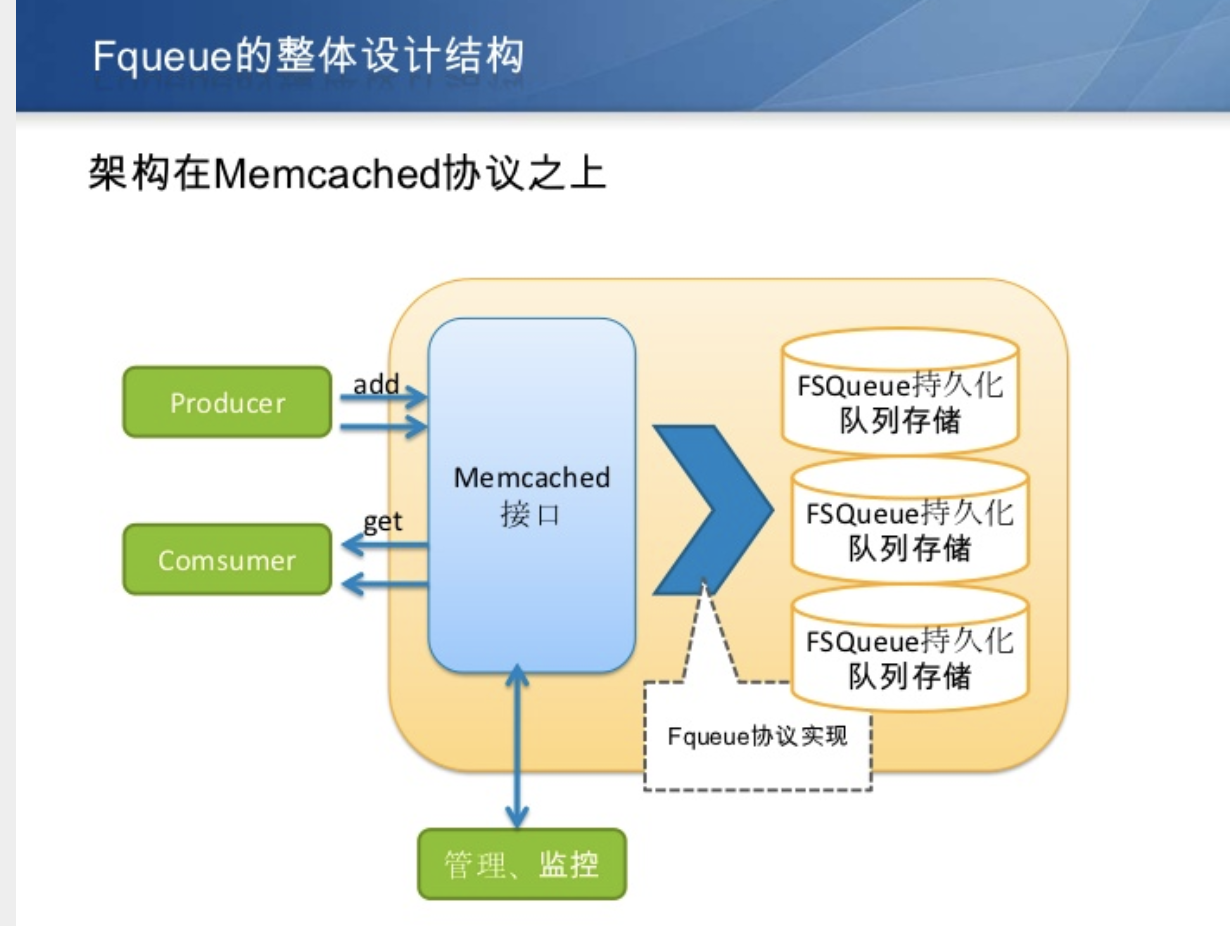 Fqueue的整体设计结构
架构在Memcached协议之上
Producer
add
Comsumer
get
Memcached
接口
FSQueue持久化
队列存储
FSQueue持久化
队列存储
FSQueue持久化
队列存储
Fqueue协议实现
管理、监控